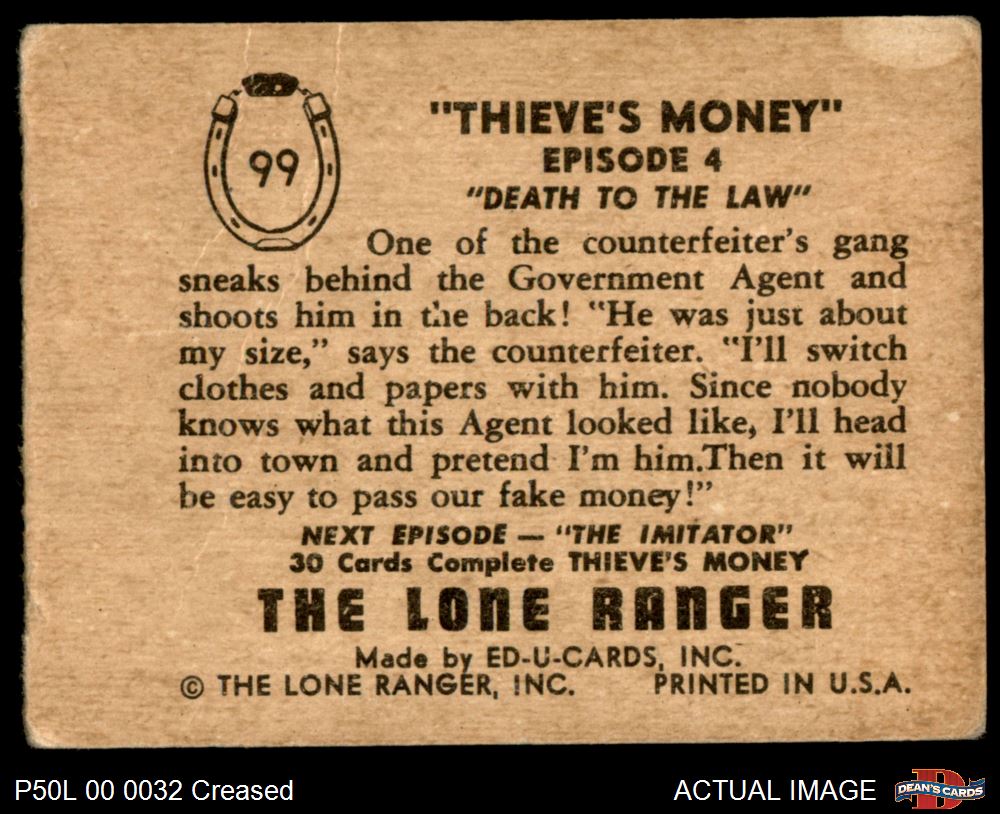 99
"THIEVE'S MONEY"
EPISODE 4
"DEATH TO THE LAW"
One of the counterfeiter's gang
sneaks behind the Government Agent and
shoots him in the back! "He was just about
my size," says the counterfeiter. "I'll switch
clothes and papers with him. Since nobody
knows what this Agent looked like, I'll head
into town and pretend I'm him.Then it will
be easy to pass our fake money!"
NEXT EPISODE — "THE IMITATOR"
30 Cards Complete THIEVE'S MONEY
THE LONE RANGER
Made by ED-U-CARDS, INC.
© THE LONE RANGER, INC. PRINTED IN U.S.A.
P50L 00 0032 Creased
ACTUAL IMAGE
D
DEAN'S CARDS